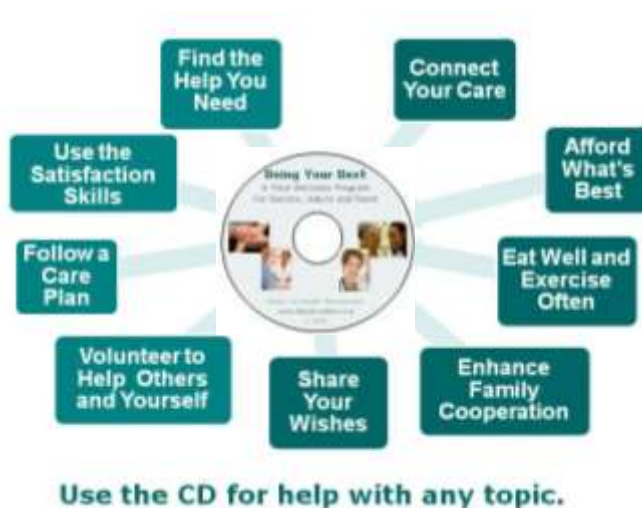 Find the
Help You
Need
Connect
Your Care
Use the
Satisfaction
Skills
Afford
What's
Best
Follow a
Care
Plan
Eat Well and
Exercise
Often
Volunteer to
Help Others
and Yourself
Share
Your
Wishes
Enhance
Family
Cooperation
Doing Your Best
Use the CD for help with any topic.